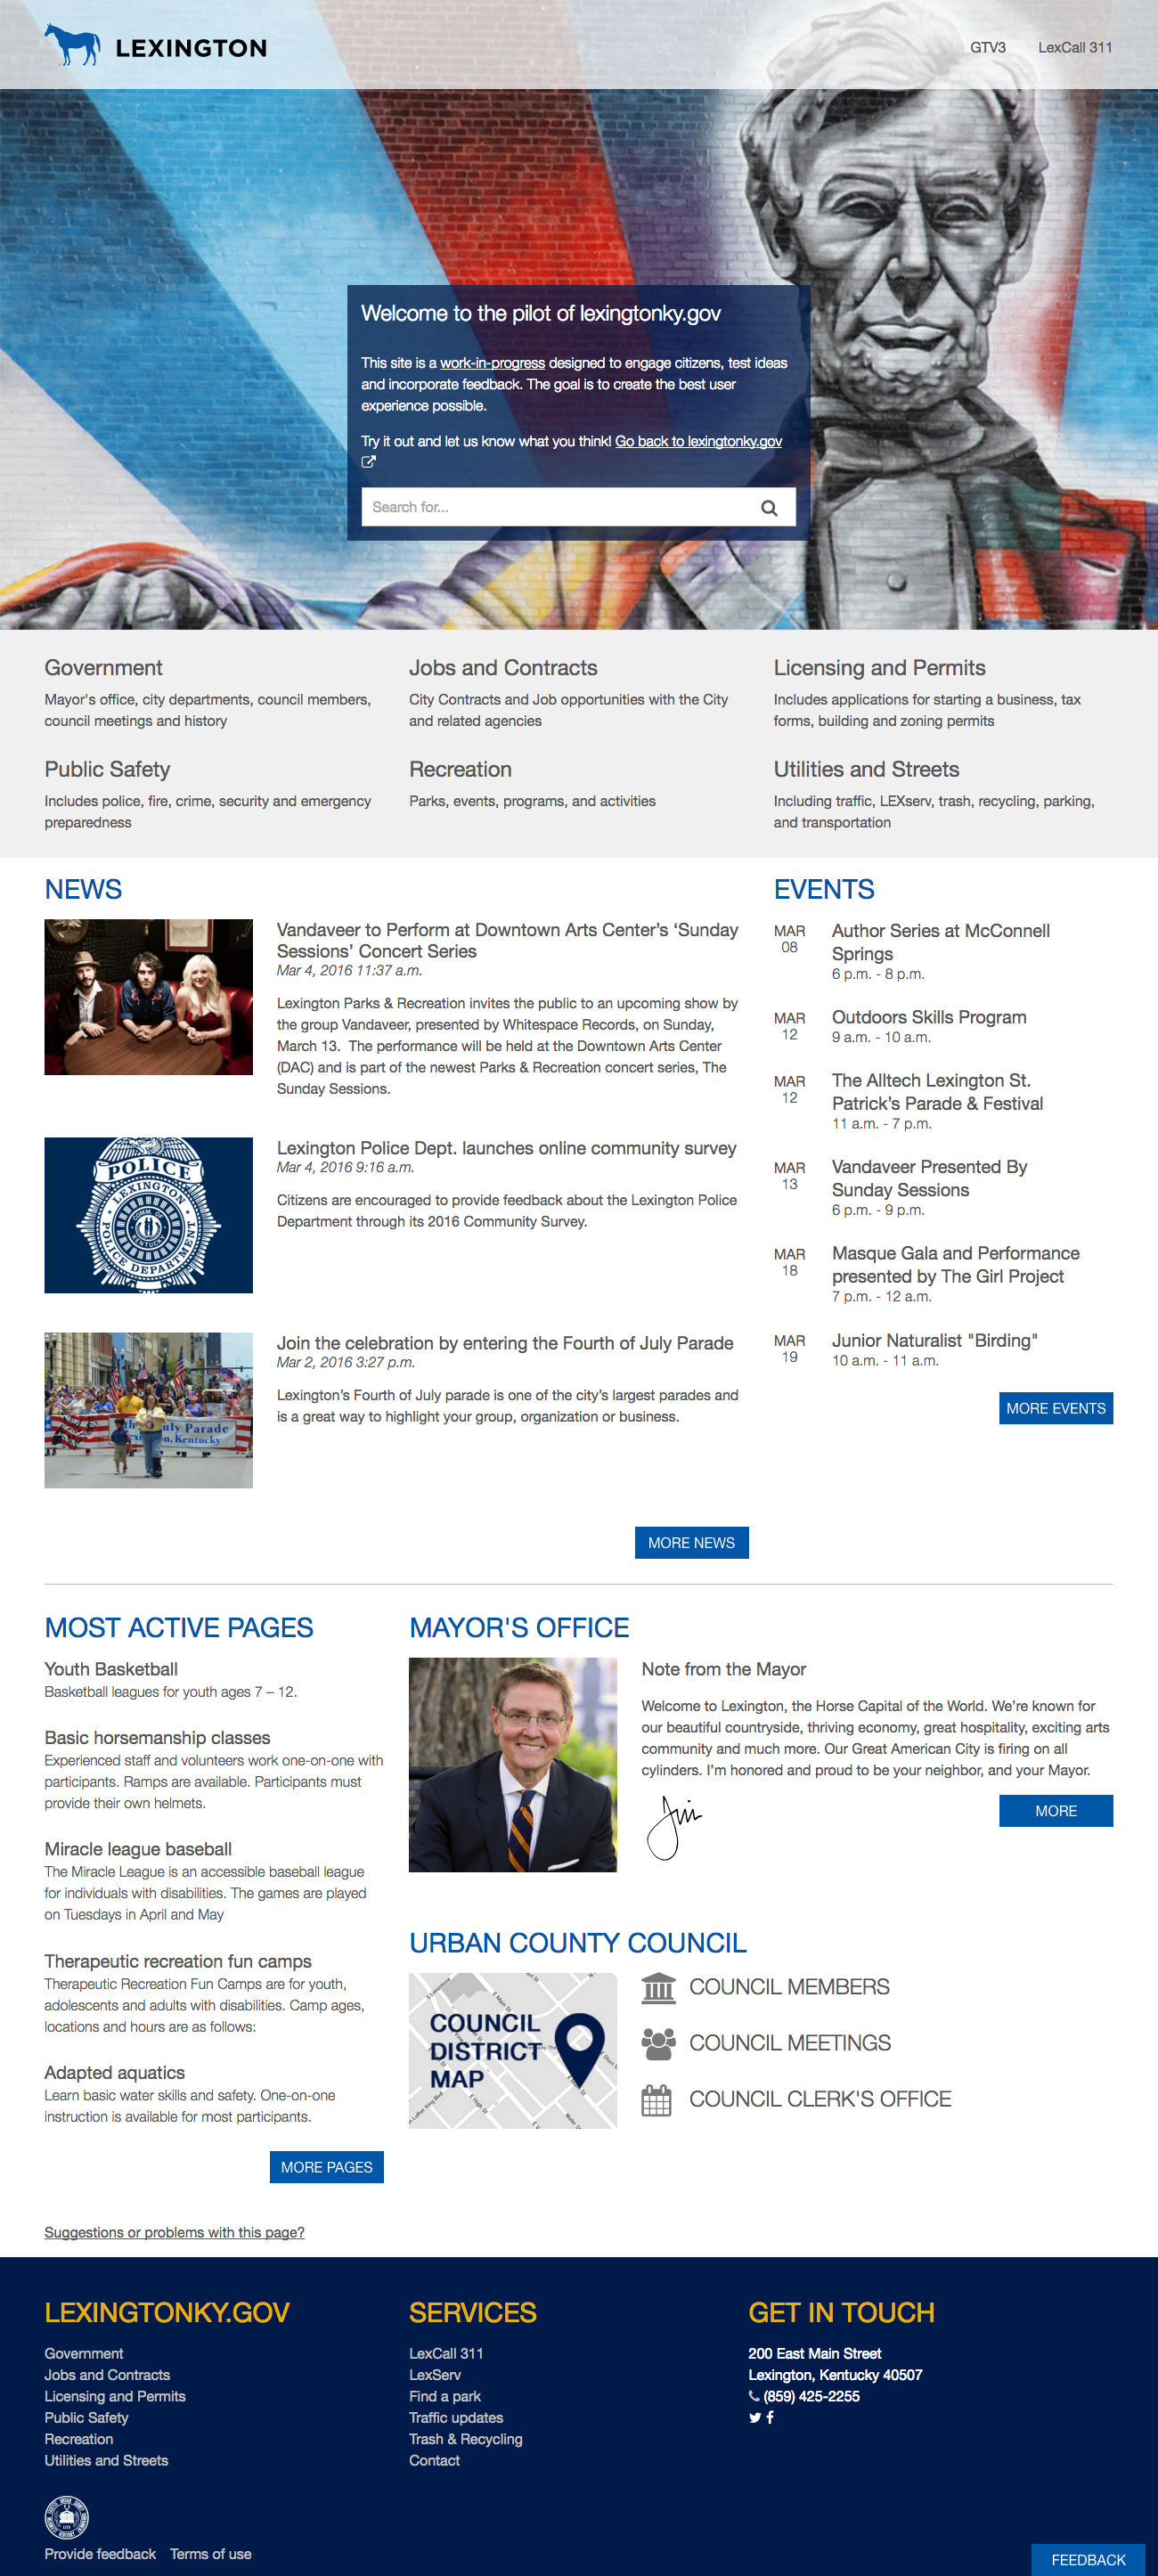 LEXINGTON
GTV3
LexCall 311
Welcome to the pilot of lexingtonky.gov
This site is a work-in-progress designed to engage citizens, test ideas
and incorporate feedback. The goal is to create the best user
experience possible.
Try it out and let us know what you think! Go back to lexingtonky.gov
Search for...
Government
Mayor's office, city departments, council members,
council meetings and history
Jobs and Contracts
City Contracts and Job opportunities with the City
and related agencies
Licensing and Permits
Includes applications for starting a business, tax
forms, building and zoning permits
Public Safety
Includes police, fire, crime, security and emergency
preparedness
Recreation
Parks, events, programs, and activities
Utilities and Streets
Including traffic, LEXserv, trash, recycling, parking,
and transportation
NEWS
Vandaveer to Perform at Downtown Arts Center’s ‘Sunday
Sessions’ Concert Series
Mar 4, 2016 11:37 a.m.
Lexington Parks & Recreation invites the public to an upcoming show by
the group Vandaveer, presented by Whitespace Records, on Sunday,
March 13.  The performance will be held at the Downtown Arts Center
(DAC) and is part of the newest Parks & Recreation concert series, The
Sunday Sessions.
POLICE
LEXINGTON
COMM. OF
KENTUCKY
POLICE DEPARTMENT
Lexington Police Dept. launches online community survey
Mar 4, 2016 9:16 a.m.
Citizens are encouraged to provide feedback about the Lexington Police
Department through its 2016 Community Survey.
July Parade
Kentucky
Join the celebration by entering the Fourth of July Parade
Mar 2, 2016 3:27 p.m.
Lexington’s Fourth of July parade is one of the city’s largest parades and
is a great way to highlight your group, organization or business.
MORE NEWS
EVENTS
MAR
08
Author Series at McConnell
Springs
6 p.m. - 8 p.m.
MAR
12
Outdoors Skills Program
9 a.m. - 10 a.m.
MAR
12
The Alltech Lexington St.
Patrick’s Parade & Festival
11 a.m. - 7 p.m.
MAR
13
Vandaveer Presented By
Sunday Sessions
6 p.m. - 9 p.m.
MAR
18
Masque Gala and Performance
presented by The Girl Project
7 p.m. - 12 a.m.
MAR
19
Junior Naturalist "Birding"
10 a.m. - 11 a.m.
MORE EVENTS
MOST ACTIVE PAGES
Youth Basketball
Basketball leagues for youth ages 7 – 12.
Basic horsemanship classes
Experienced staff and volunteers work one-on-one with
participants. Ramps are available. Participants must
provide their own helmets.
Miracle league baseball
The Miracle League is an accessible baseball league
for individuals with disabilities. The games are played
on Tuesdays in April and May
Therapeutic recreation fun camps
Therapeutic Recreation Fun Camps are for youth,
adolescents and adults with disabilities. Camp ages,
locations and hours are as follows:
Adapted aquatics
Learn basic water skills and safety. One-on-one
instruction is available for most participants.
MORE PAGES
MAYOR'S OFFICE
Note from the Mayor
Welcome to Lexington, the Horse Capital of the World. We’re known for
our beautiful countryside, thriving economy, great hospitality, exciting arts
community and much more. Our Great American City is firing on all
cylinders. I’m honored and proud to be your neighbor, and your Mayor.
Jim
MORE
URBAN COUNTY COUNCIL
COUNCIL
DISTRICT
MAP
COUNCIL MEMBERS
COUNCIL MEETINGS
COUNCIL CLERK'S OFFICE
Suggestions or problems with this page?
LEXINGTONKY.GOV
Government
Jobs and Contracts
Licensing and Permits
Public Safety
Recreation
Utilities and Streets
SERVICES
LexCall 311
LexServ
Find a park
Traffic updates
Trash & Recycling
Contact
GET IN TOUCH
200 East Main Street
Lexington, Kentucky 40507
(859) 425-2255
Provide feedback
Terms of use
FEEDBACK